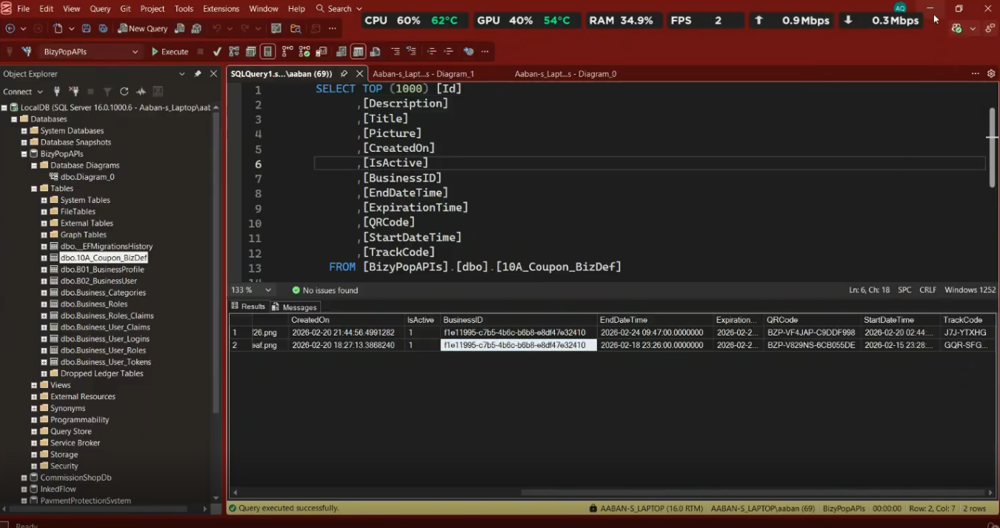 File Edit View Query Git Project Tools Extensions Window Help Search AQ
CPU 60% 62°C GPU 40% 54°C RAM 34.9% FPS 2 ↑ 0.9Mbps ↓ 0.3Mbps
New Query
BizyPopAPIs Execute
Object Explorer
SQLQuery1.s...\aaban (69)) Aaban-s_Lapt...s - Diagram_1 Aaban-s_Lapt...s - Diagram_0
Connect
LocalDB (SQL Server 16.0.1000.6 - Aaban-s_Laptop\aat
Databases
System Databases
Database Snapshots
BizyPopAPIs
Database Diagrams
dbo.Diagram_0
Tables
System Tables
FileTables
External Tables
Graph Tables
dbo.__EFMigrationsHistory
dbo.10A_Coupon_BizDef
dbo.B01_BusinessProfile
dbo.B02_BusinessUser
dbo.Business_Categories
dbo.Business_Roles
dbo.Business_Roles_Claims
dbo.Business_User_Claims
dbo.Business_User_Logins
dbo.Business_User_Roles
dbo.Business_User_Tokens
Dropped Ledger Tables
Views
External Resources
Synonyms
Programmability
Query Store
Service Broker
Storage
Security
CommissionShopDb
InkedFlow
PaymentProtectionSystem
1 SELECT TOP (1000) [Id]
2 ,[Description]
3 ,[Title]
4 ,[Picture]
5 ,[CreatedOn]
6 ,[IsActive]
7 ,[BusinessID]
8 ,[EndDateTime]
9 ,[ExpirationTime]
10 ,[QRCode]
11 ,[StartDateTime]
12 ,[TrackCode]
13 FROM [BizyPopAPIs].[dbo].[10A_Coupon_BizDef]
133 % No issues found Ln: 6, Ch: 18 SPC CRLF Windows 1252
Results Messages
CreatedOn IsActive BusinessID EndDateTime Expiration... QRCode StartDateTime TrackCode
1 '26.png 2026-02-20 21:44:56.4991282 1 f1e11995-c7b5-4b6c-b6b8-e8df47e32410 2026-02-24 09:47:00.0000000 2026-02-2... BZP-VF4JAP-C9DDF998 2026-02-20 02:44:... J7J-YTXHG
2 eaf.png 2026-02-20 18:27:13.3868240 1 f1e11995-c7b5-4b6c-b6b8-e8df47e32410 2026-02-18 23:26:00.0000000 2026-02-2... BZP-V829NS-6CB055DE 2026-02-15 23:28:... GQR-SFG...
Query executed successfully. AABAN-S_LAPTOP (16.0 RTM) AABAN-S_LAPTOP\aaban (69) BizyPopAPIs 00:00:00 Row: 2, Col: 7 2 rows
Ready